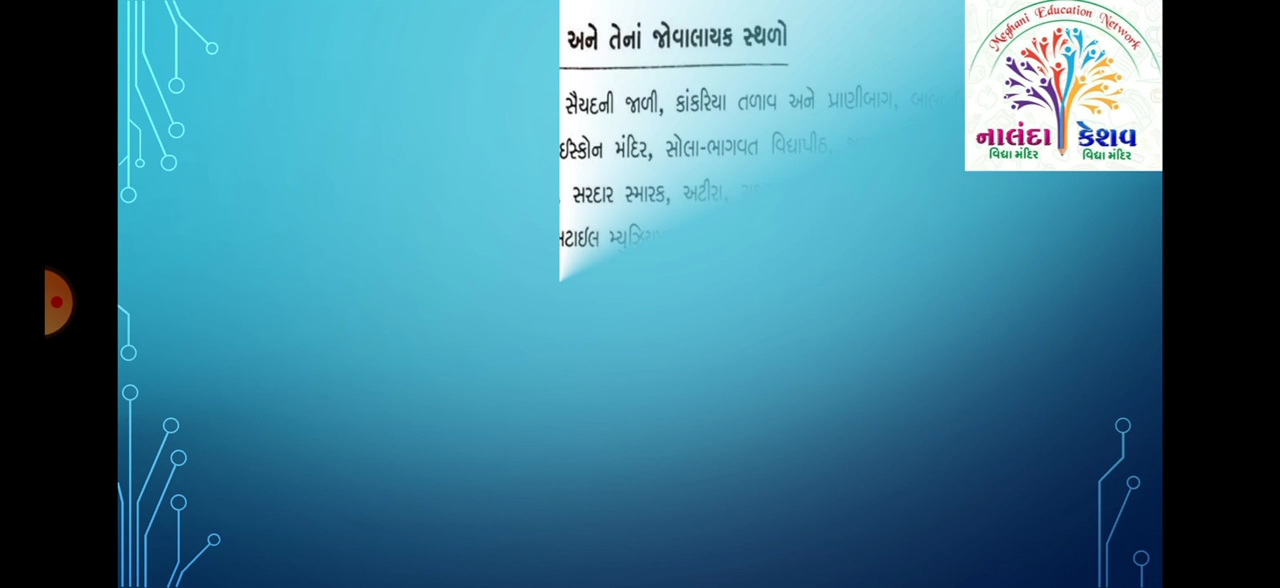 અને તેનાં જોવાલાયક સ્થળો
સૈયદની જાળી, કાંકરિયા તળાવ અને પ્રાણીબાગ,
ઇસ્કોન મંદિર, સોલા-ભાગવત વિદ્યાપીઠ,
સરદાર સ્મારક, અટીરા,
Meghani Education Network
નાલંદા કેશવ
વિદ્યા મંદિર વિદ્યા મંદિર